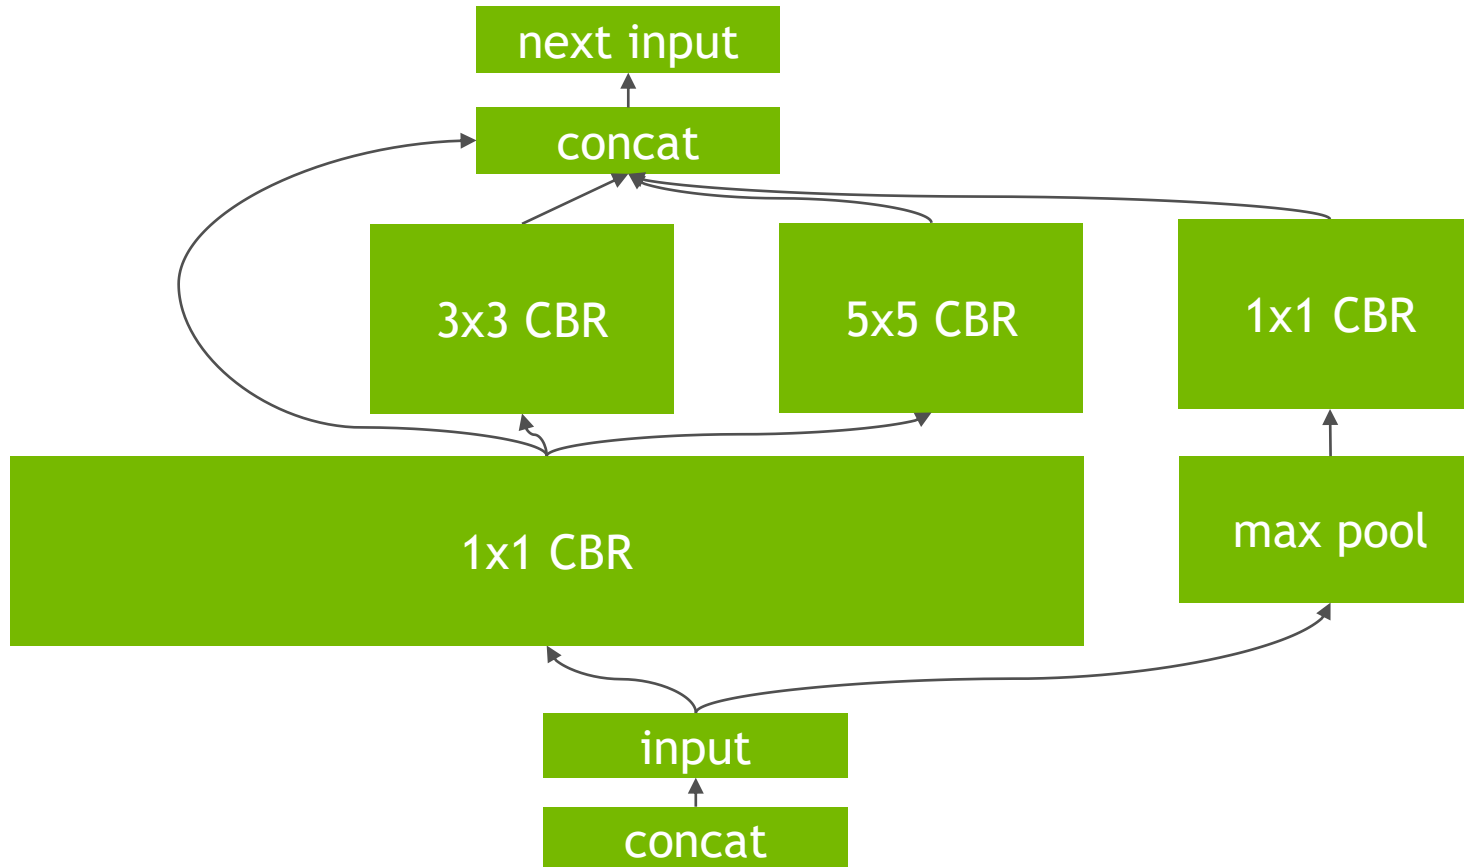 next input
concat
3x3 CBR
5x5 CBR
1x1 CBR
1x1 CBR
max pool
input
concat